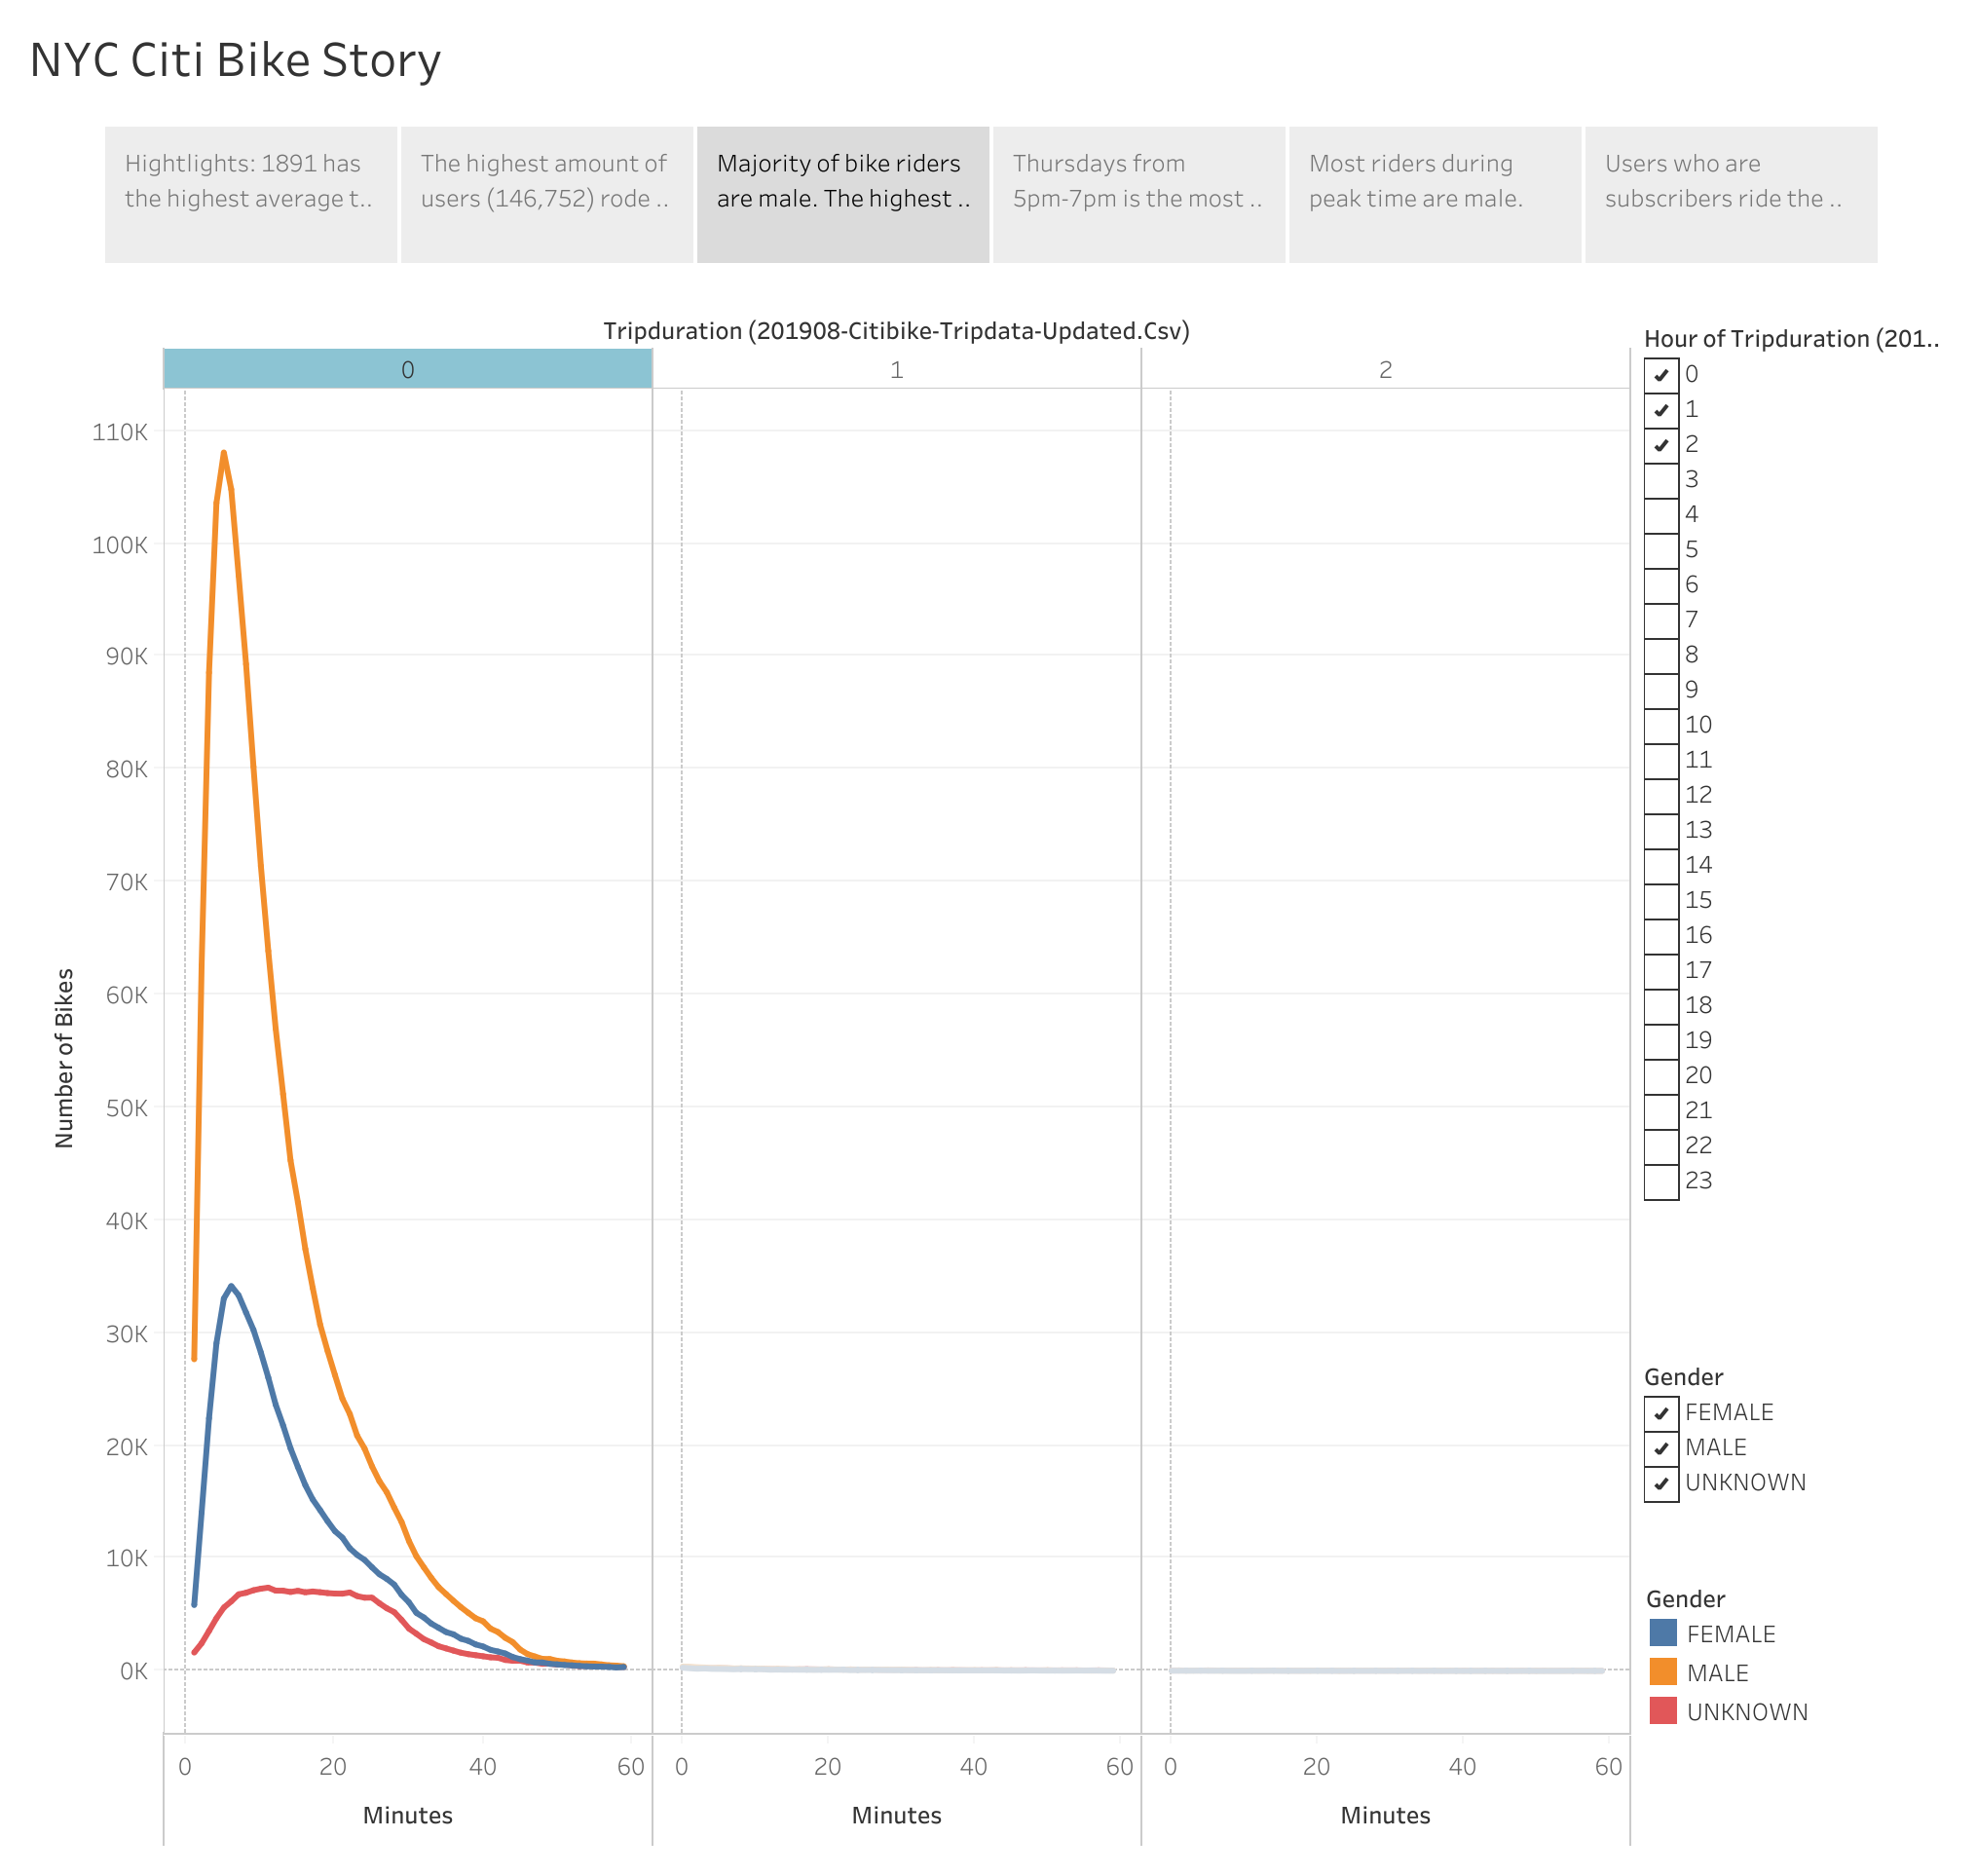 NYC Citi Bike Story
Hightlights: 1891 has
the highest average t..
The highest amount of
users (146,752) rode ..
Majority of bike riders
are male. The highest ..
Thursdays from
5pm-7pm is the most ..
Most riders during
peak time are male.
Users who are
subscribers ride the ..
Tripduration (201908-Citibike-Tripdata-Updated.Csv)
0
1
2
110K
100K
90K
80K
70K
60K
50K
40K
30K
20K
10K
0K
Number of Bikes
0 20 40 60
0 20 40 60
0 20 40 60
Minutes
Minutes
Minutes
Hour of Tripduration (201..
0
1
2
3
4
5
6
7
8
9
10
11
12
13
14
15
16
17
18
19
20
21
22
23
Gender
FEMALE
MALE
UNKNOWN
Gender
FEMALE
MALE
UNKNOWN